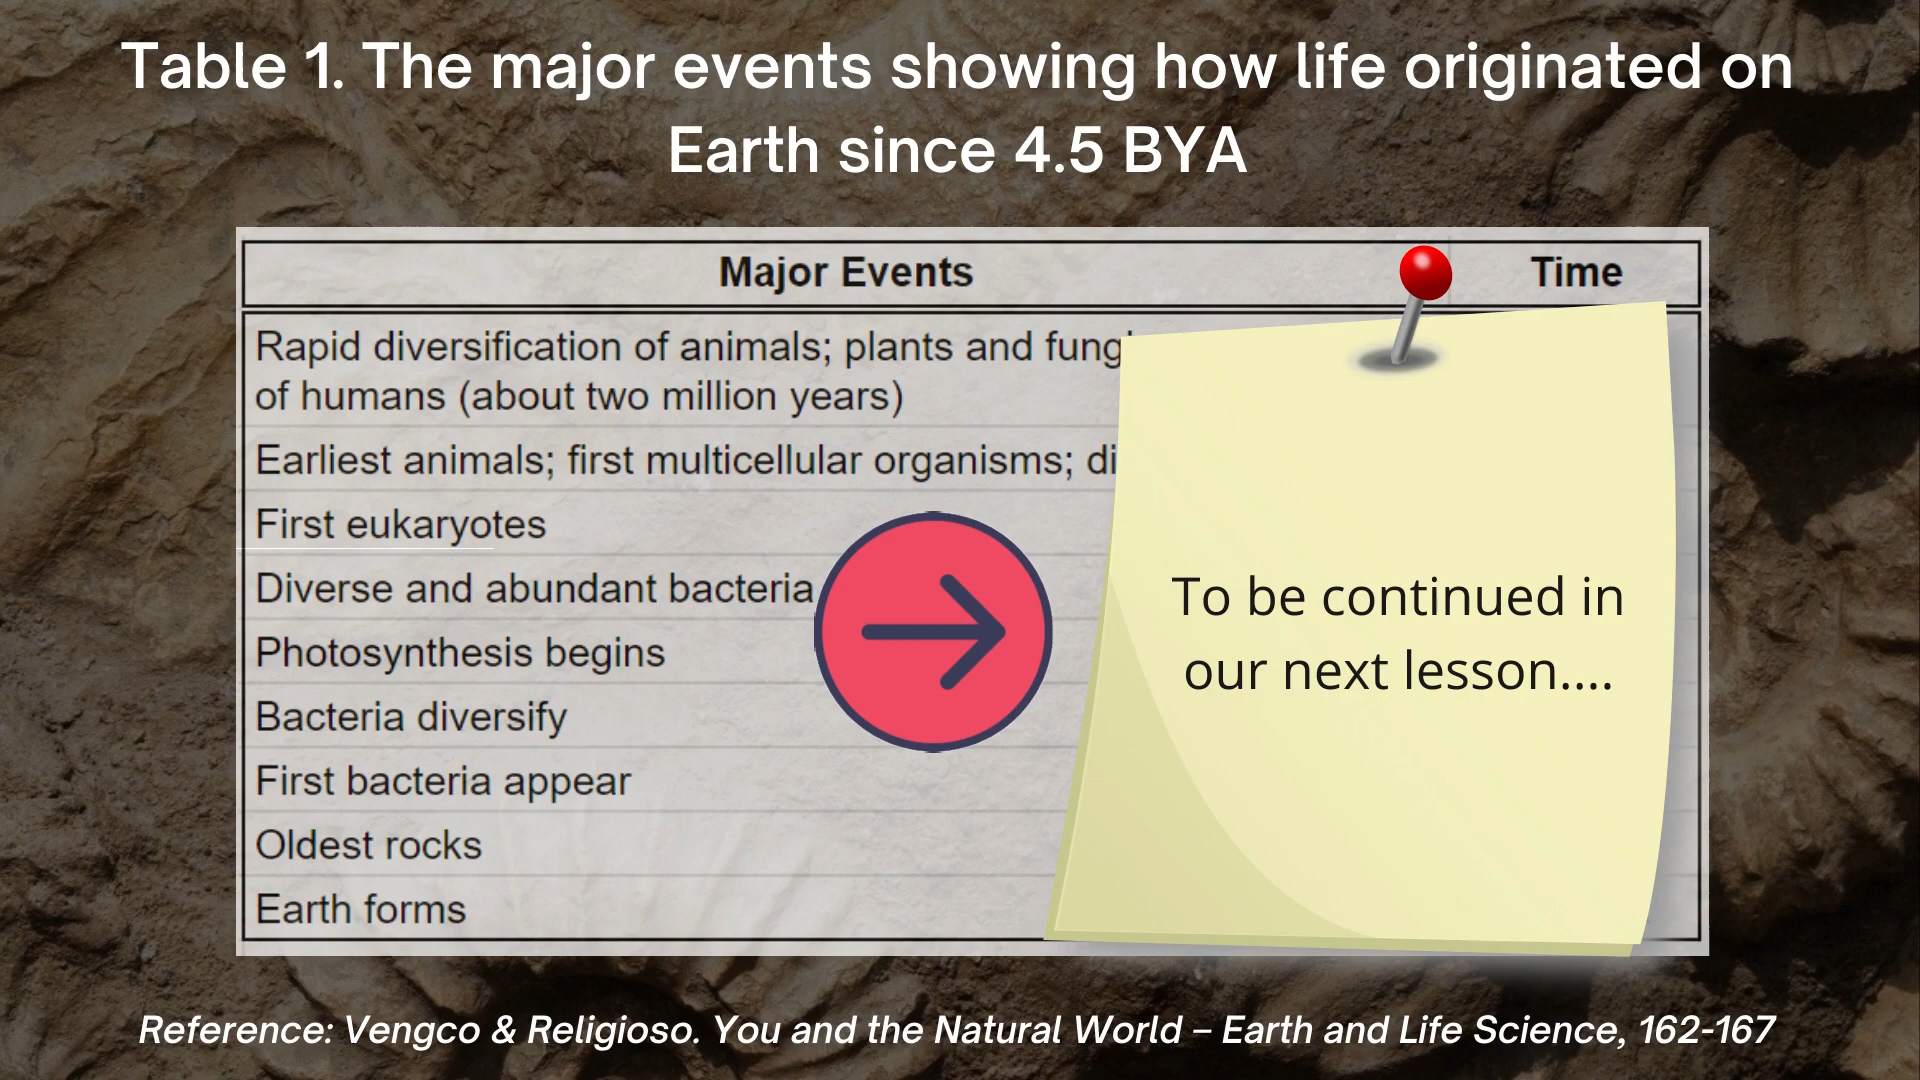 Table 1. The major events showing how life originated on
Earth since 4.5 BYA
Major Events Time
Rapid diversification of animals; plants and
of humans (about two million years)
Earliest animals; first multicellular organisms;
First eukaryotes
Diverse and abundant bacteria
Photosynthesis begins
Bacteria diversify
First bacteria appear
Oldest rocks
Earth forms
To be continued in
our next lesson....
Reference: Vengco & Religioso. You and the Natural World – Earth and Life Science, 162-167